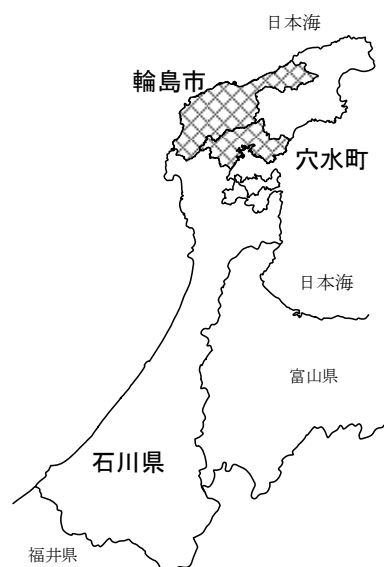 日本海
輪島市
穴水町
日本海
富山県
石川県
福井県